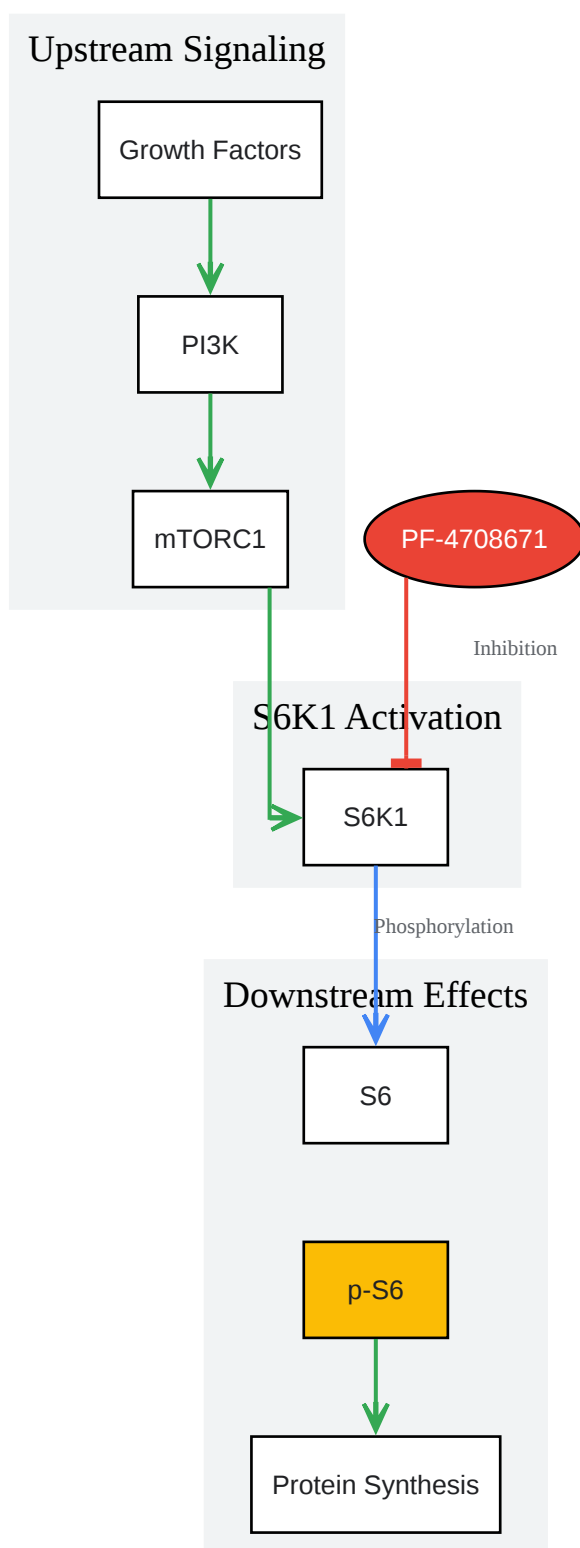 Upstream Signaling
Growth Factors
PI3K
mTORC1
PF-4708671
Inhibition
S6K1 Activation
S6K1
Phosphorylation
Downstream Effects
S6
p-S6
Protein Synthesis